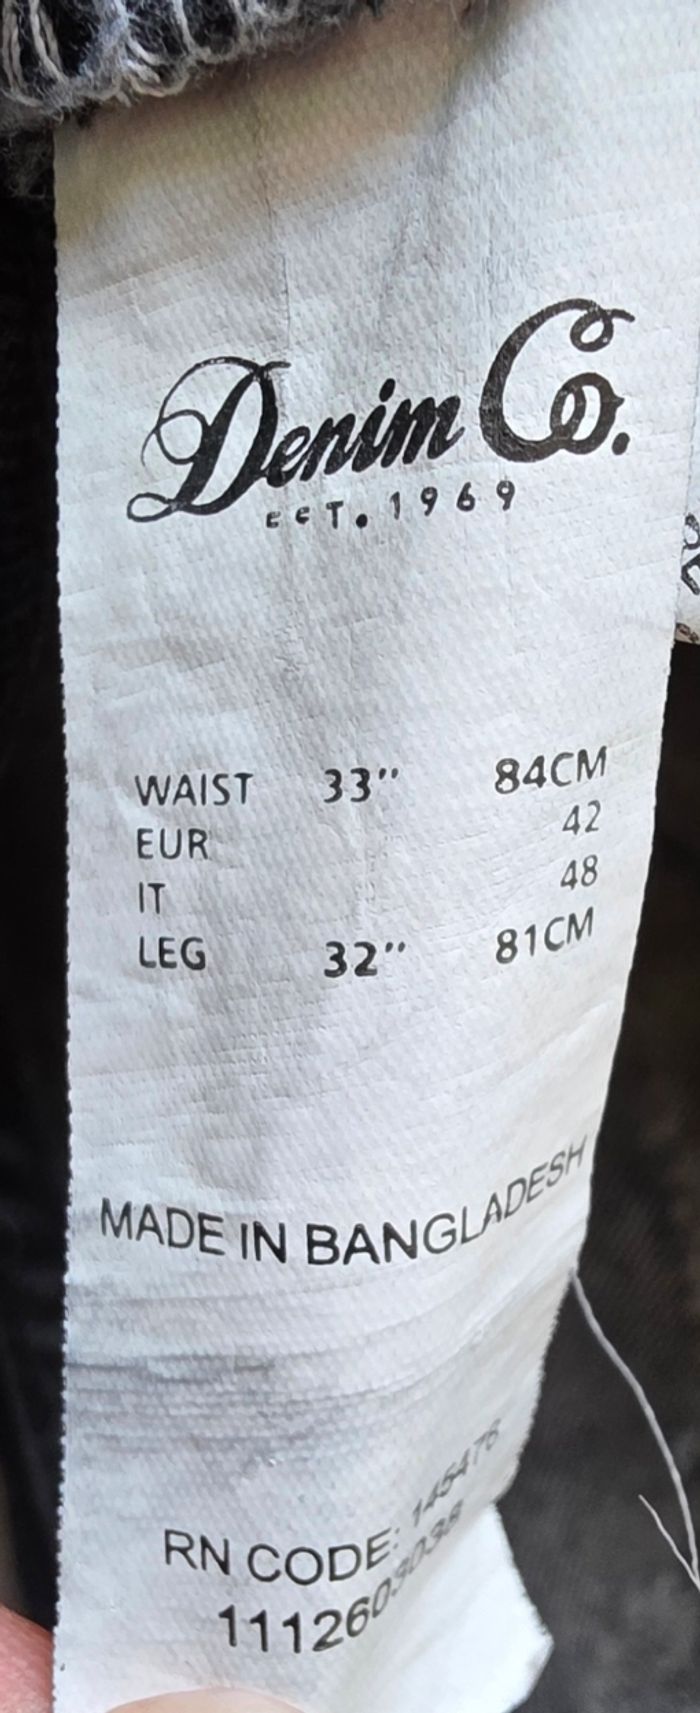 Denim Co.
EST. 1969
WAIST 33" 84CM
EUR 42
IT 48
LEG 32" 81CM
MADE IN BANGLADESH
RN CODE: 145476
1112603038